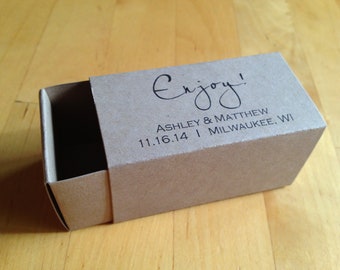 Enjoy!
Ashley & Matthew
11.16.14 | Milwaukee, WI